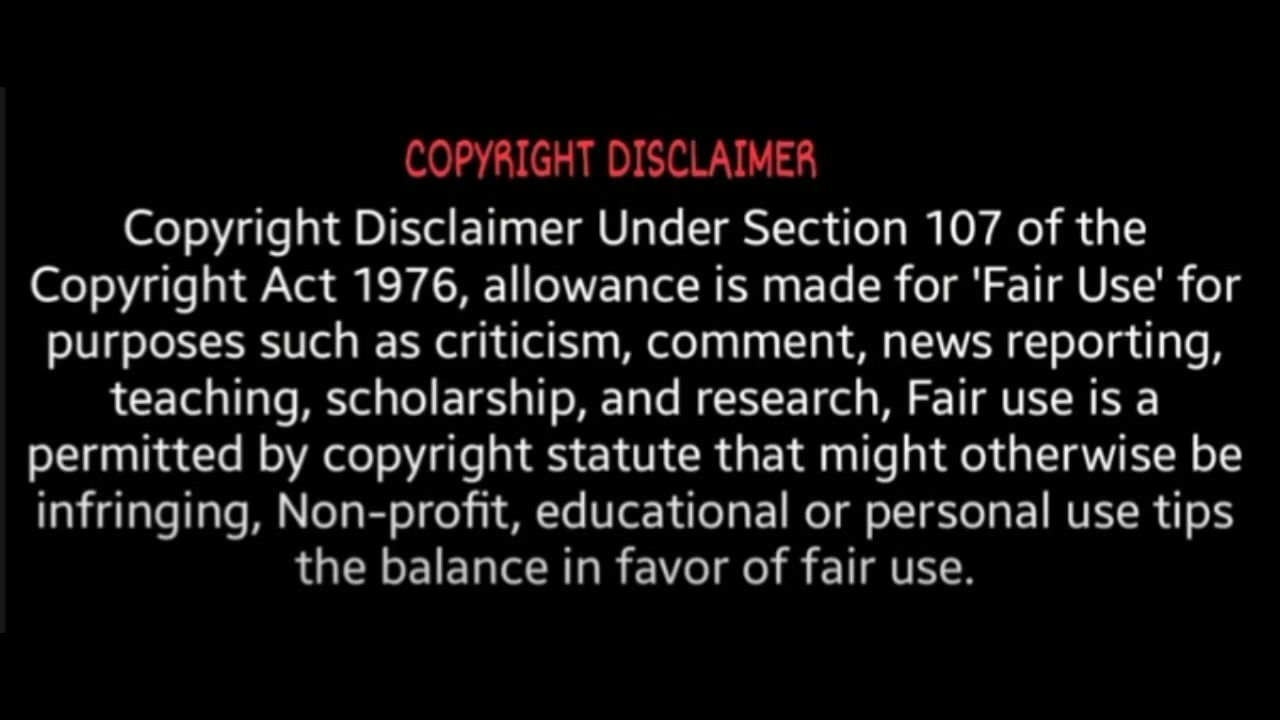 COPYRIGHT DISCLAIMER
Copyright Disclaimer Under Section 107 of the
Copyright Act 1976, allowance is made for 'Fair Use' for
purposes such as criticism, comment, news reporting,
teaching, scholarship, and research, Fair use is a
permitted by copyright statute that might otherwise be
infringing, Non-profit, educational or personal use tips
the balance in favor of fair use.